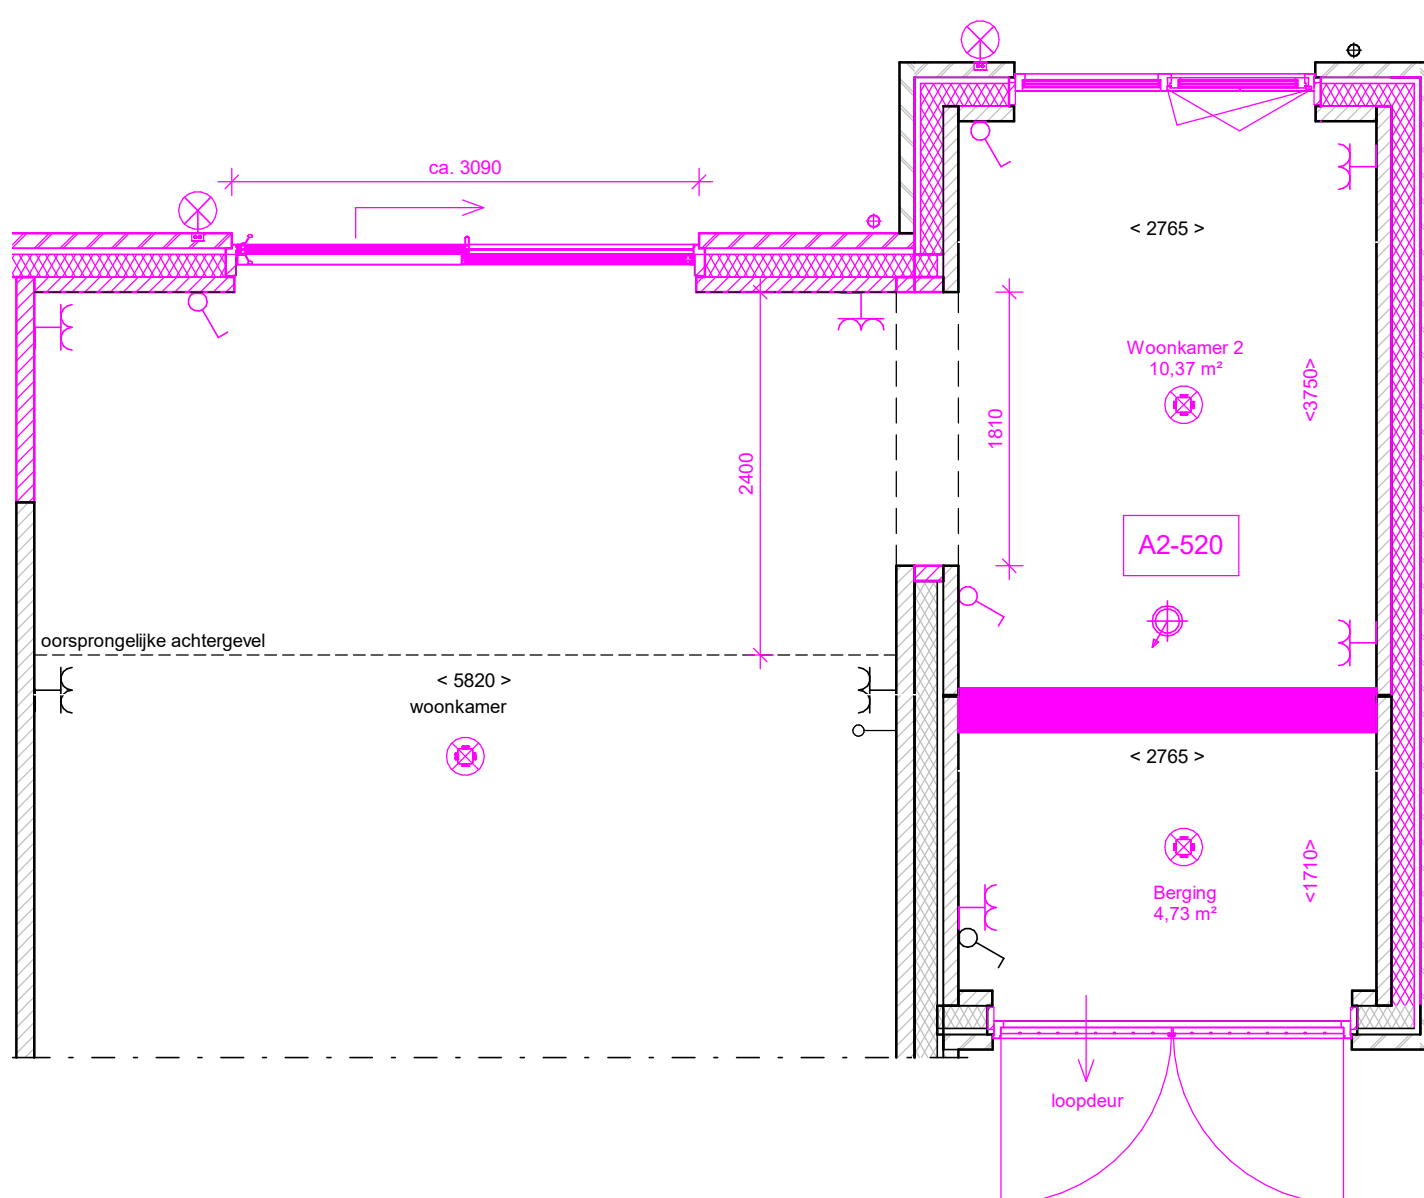 ca. 3090
< 2765 >
Woonkamer 2
10,37 m²
<3750>
1810
2400
A2-520
oorsprongelijke achtergevel
< 5820 >
woonkamer
< 2765 >
<1710>
Berging
4,73 m²
loopdeur